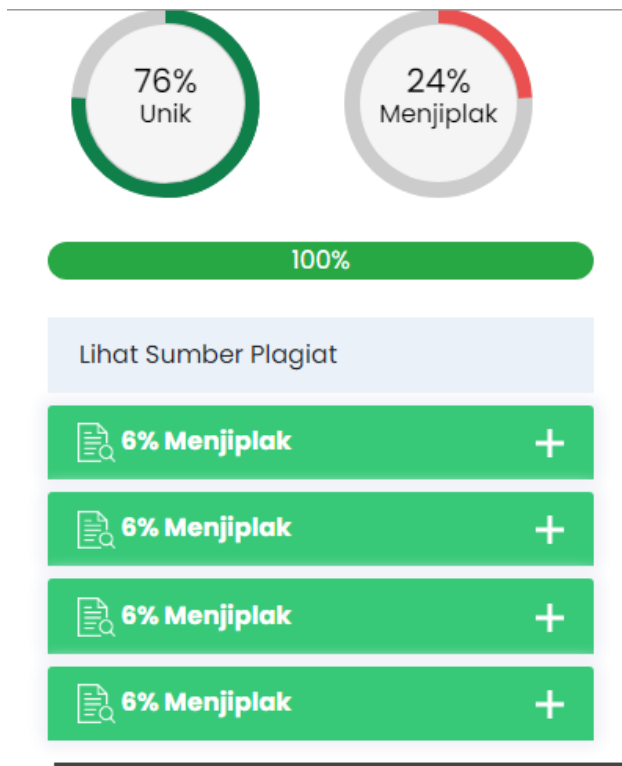 76%
Unik
24%
Menjiplak
100%
Lihat Sumber Plagiat
6% Menjiplak
6% Menjiplak
6% Menjiplak
6% Menjiplak